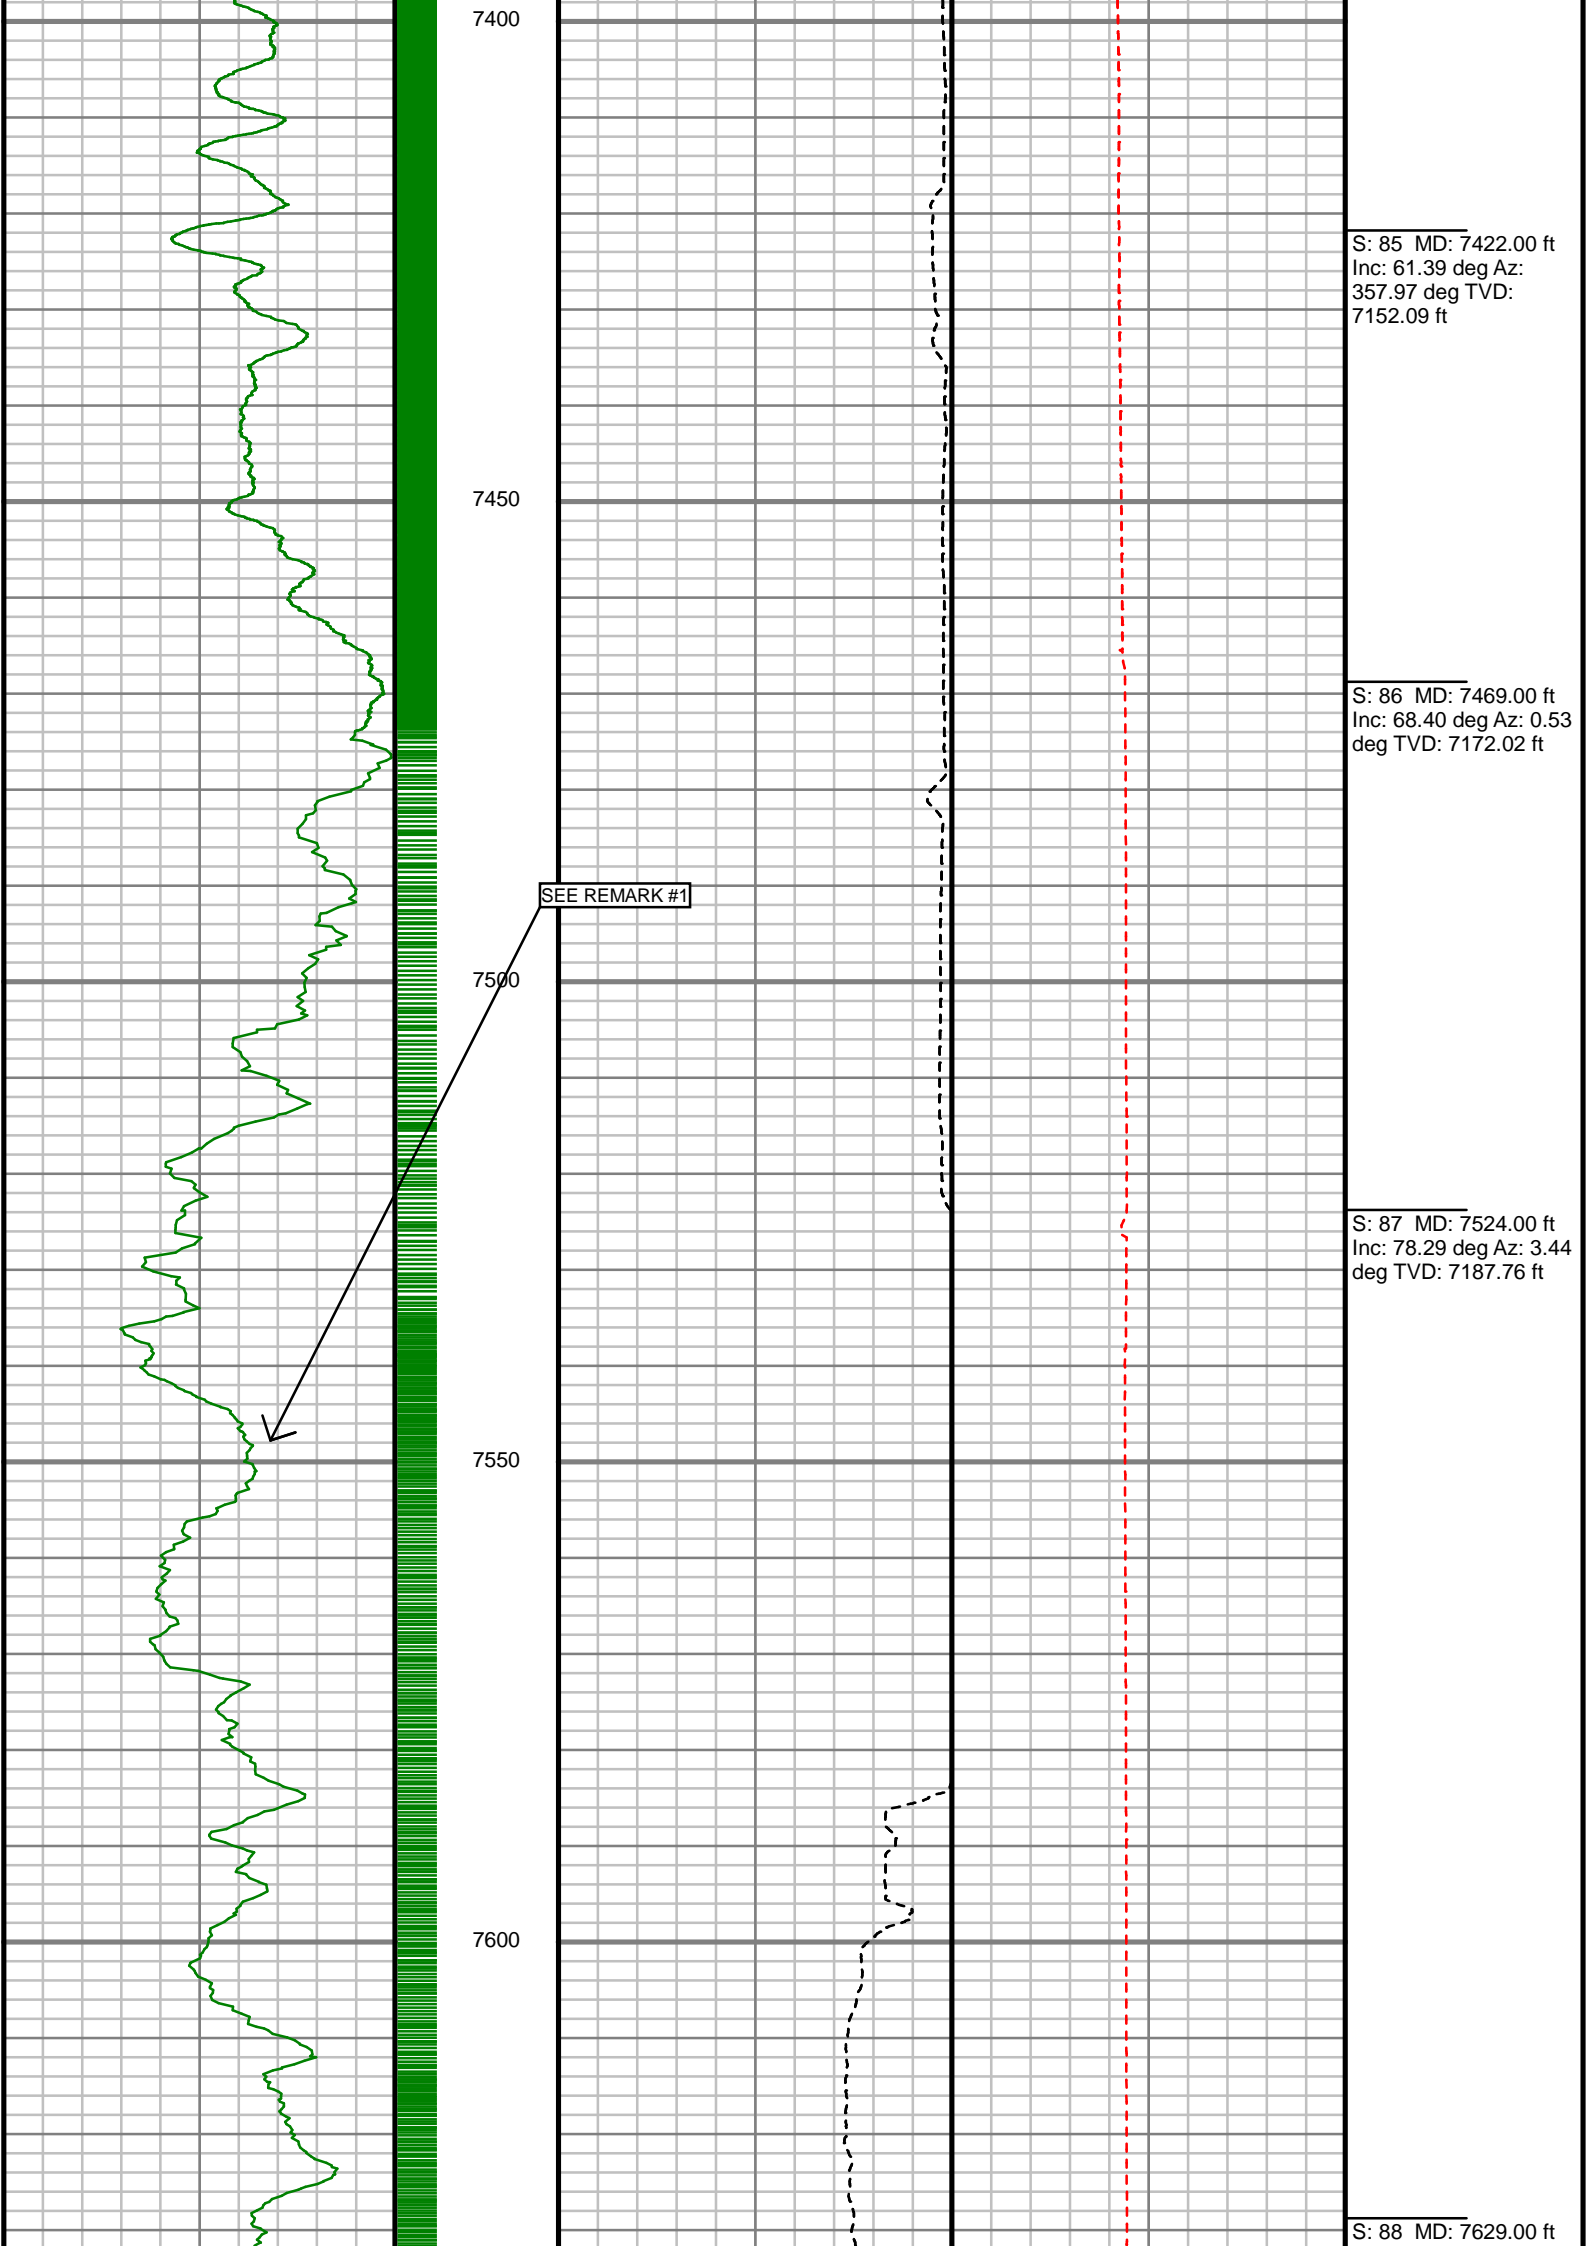 7400
S: 85 MD: 7422.00 ft
Inc: 61.39 deg Az:
357.97 deg TVD:
7152.09 ft
7450
S: 86 MD: 7469.00 ft
Inc: 68.40 deg Az: 0.53
deg TVD: 7172.02 ft
SEE REMARK #1
7500
S: 87 MD: 7524.00 ft
Inc: 78.29 deg Az: 3.44
deg TVD: 7187.76 ft
7550
7600
S: 88 MD: 7629.00 ft